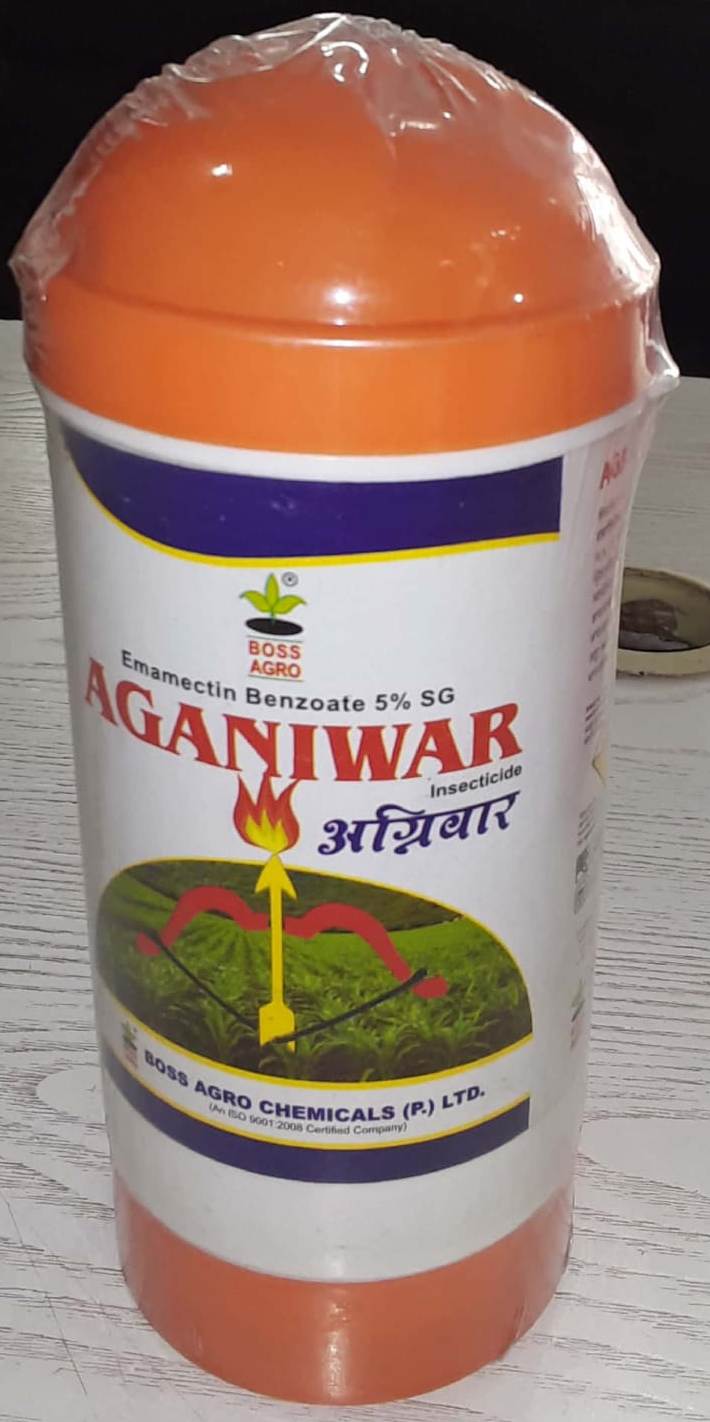 ®
BOSS
AGRO
Emamectin Benzoate 5% SG
AGANIWAR
Insecticide
अग्निवार
BOSS AGRO CHEMICALS (P.) LTD.
(An ISO 9001:2008 Certified Company)